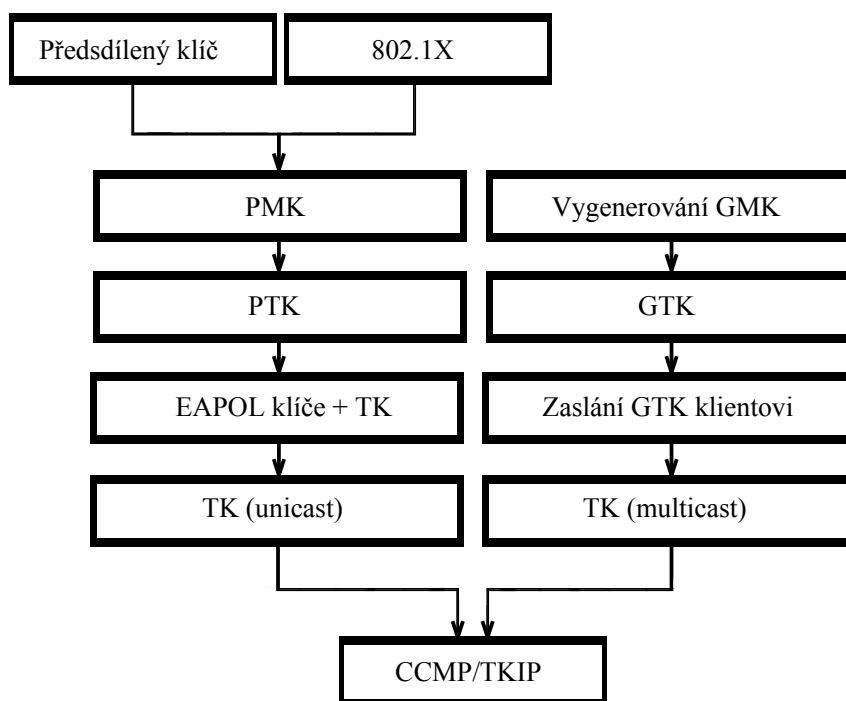 Předsdílený klíč
802.1X
PMK
Vygenerování GMK
PTK
GTK
EAPOL klíče + TK
Zaslání GTK klientovi
TK (unicast)
TK (multicast)
CCMP/TKIP